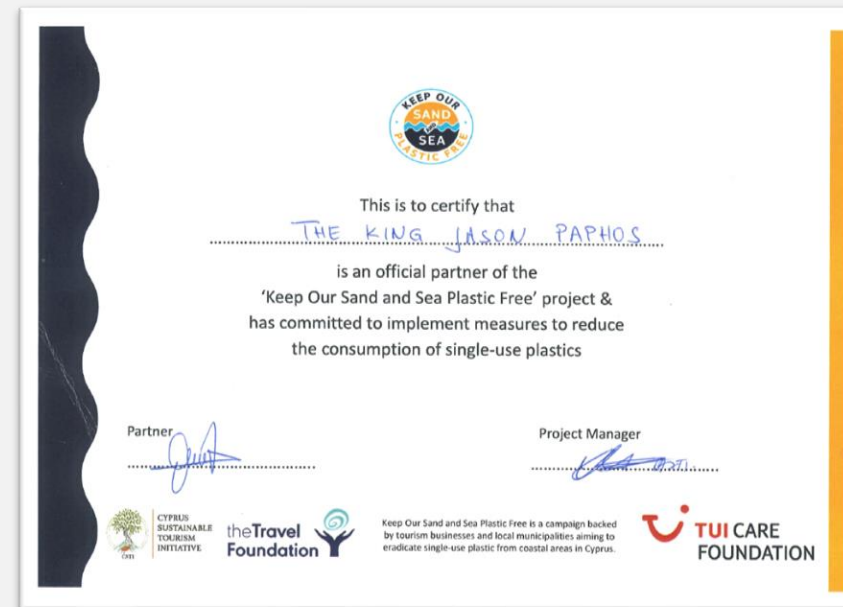 KEEP OUR
SAND
and
SEA
PLASTIC FREE
This is to certify that
THE KING JASON PAPHOS
is an official partner of the
'Keep Our Sand and Sea Plastic Free' project &
has committed to implement measures to reduce
the consumption of single-use plastics
Partner
Project Manager
CYPRUS
SUSTAINABLE
TOURISM
INITIATIVE
CSTI
theTravel
Foundation
Keep Our Sand and Sea Plastic Free is a campaign backed
by tourism businesses and local municipalities aiming to
eradicate single-use plastic from coastal areas in Cyprus.
TUI CARE
FOUNDATION